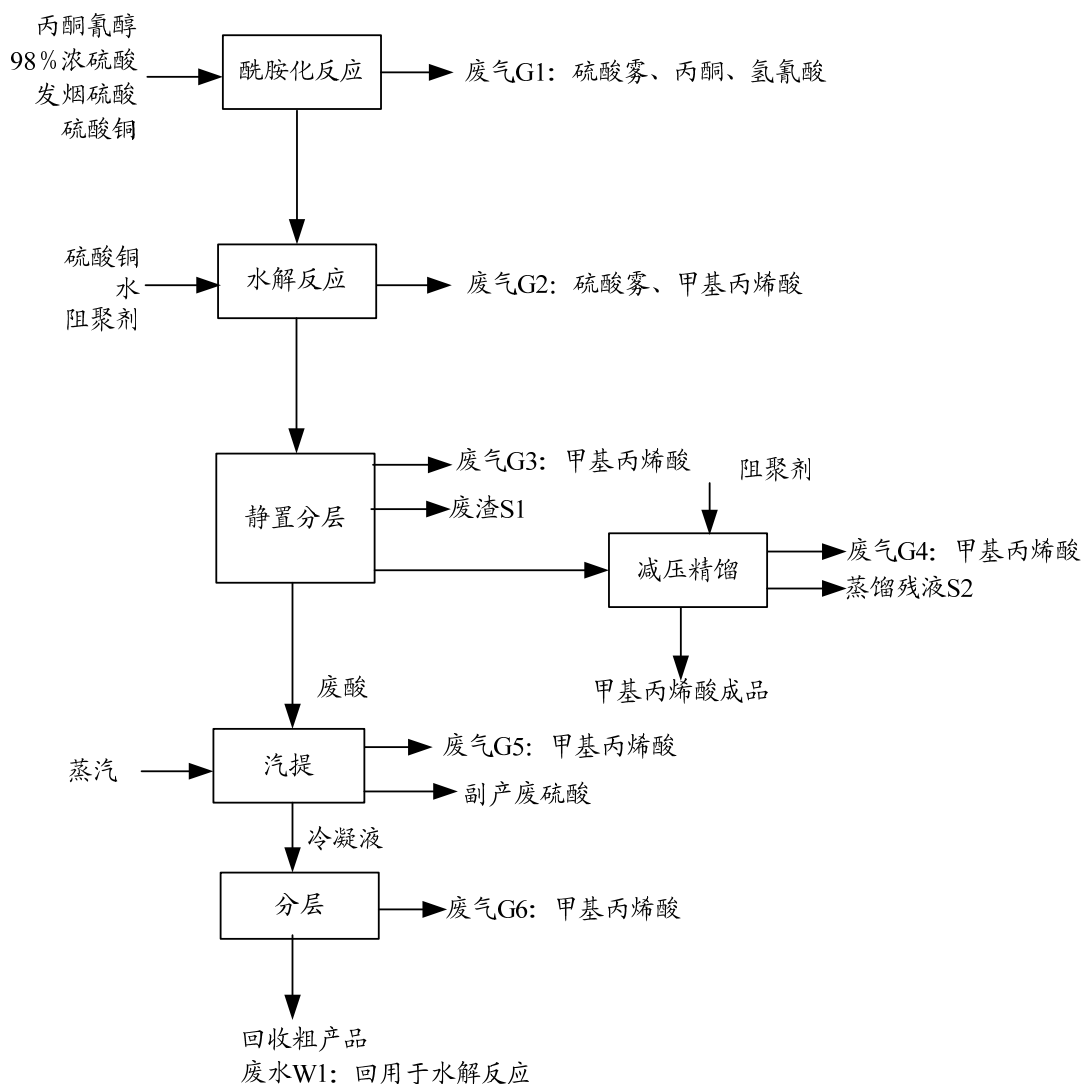 丙酮氰醇
98%浓硫酸
发烟硫酸
硫酸铜
酰胺化反应
废气G1：硫酸雾、丙酮、氢氰酸
硫酸铜
水
阻聚剂
水解反应
废气G2：硫酸雾、甲基丙烯酸
静置分层
废气G3：甲基丙烯酸
废渣S1
阻聚剂
减压精馏
废气G4：甲基丙烯酸
蒸馏残液S2
甲基丙烯酸成品
废酸
蒸汽
汽提
废气G5：甲基丙烯酸
副产废硫酸
冷凝液
分层
废气G6：甲基丙烯酸
回收粗产品
废水W1：回用于水解反应